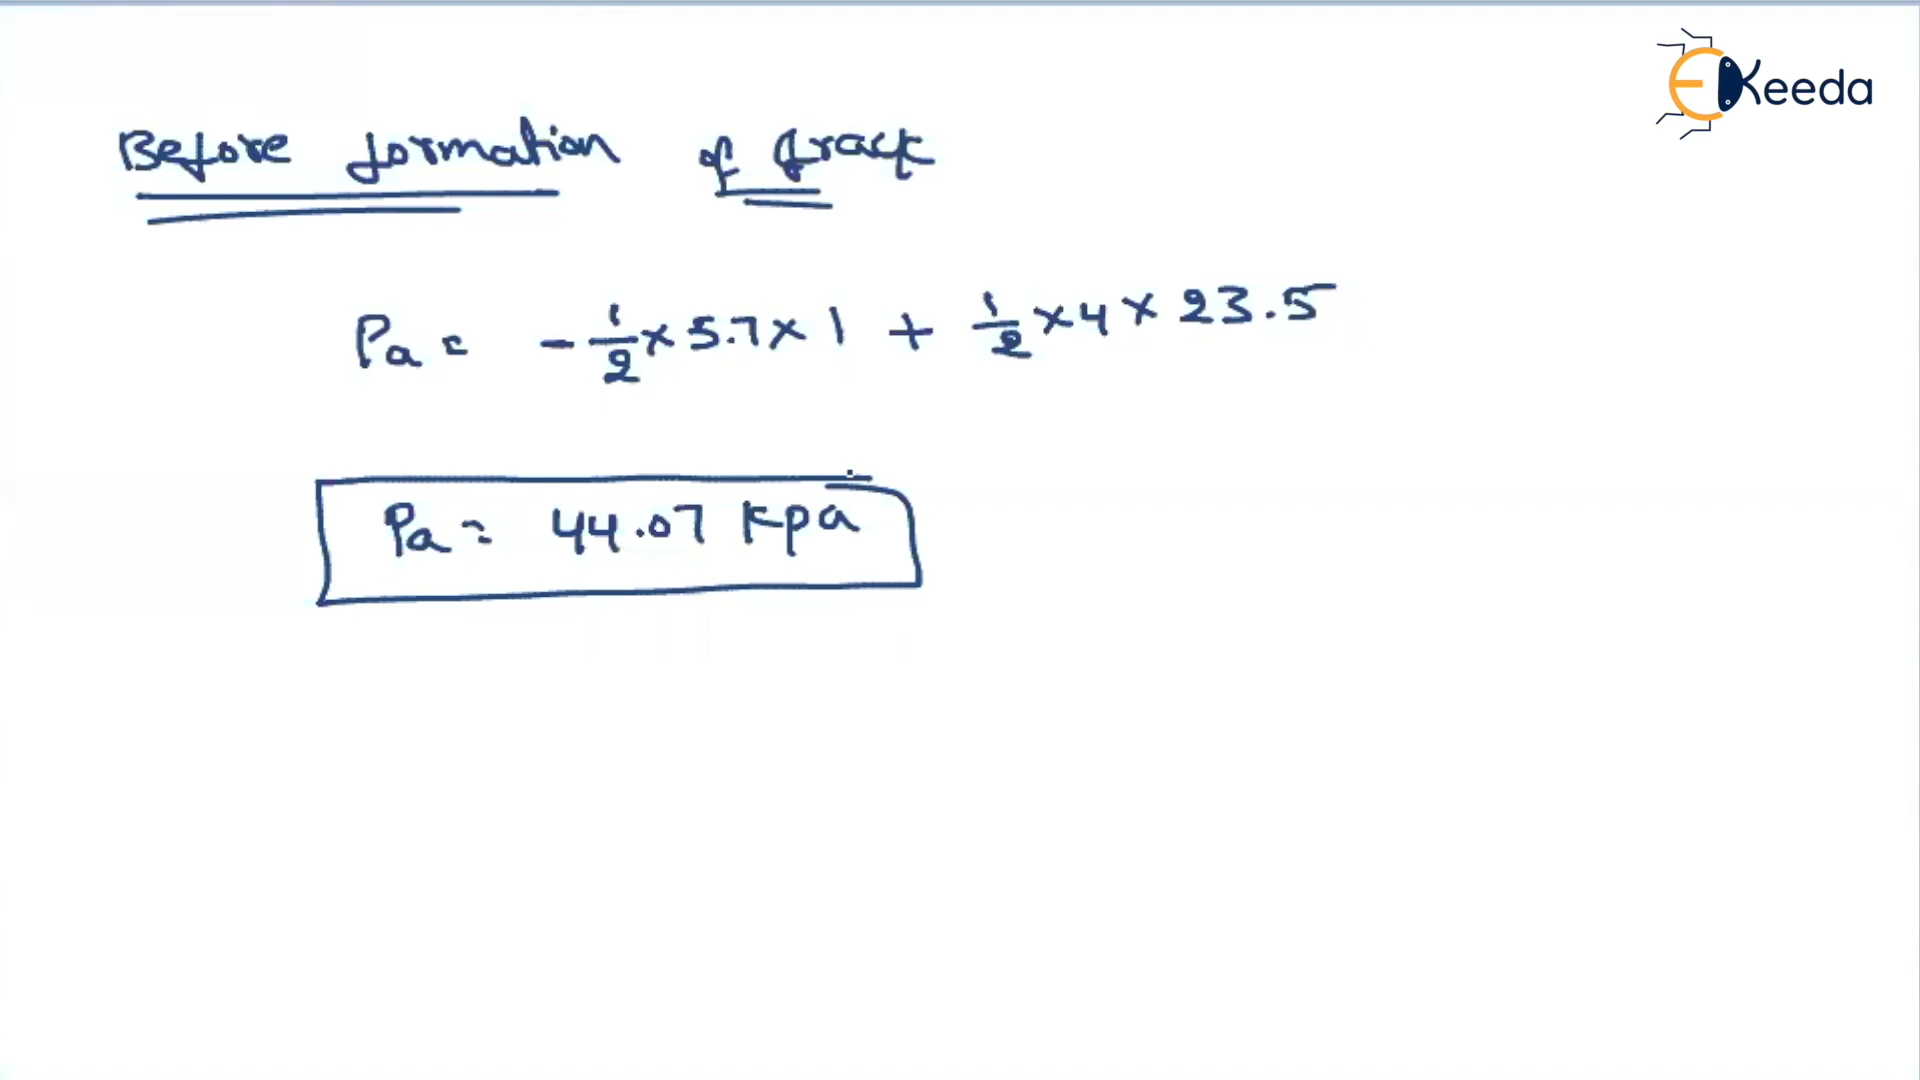 EKeeda
Before formation of Crack
Pa = - 1/2 x 5.7 x 1 + 1/2 x 4 x 23.5
Pa = 44.07 kpa